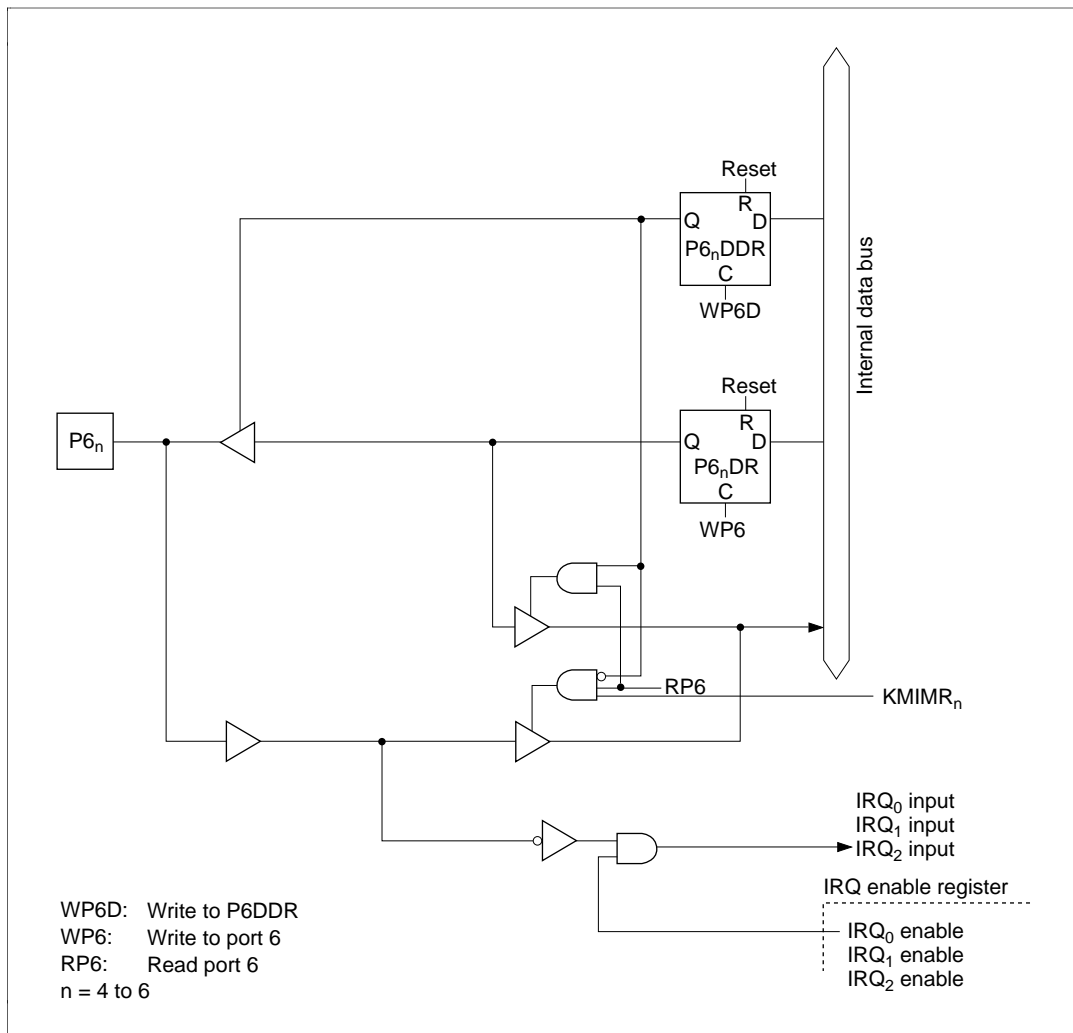 Reset
R
Q D
P6nDDR
C
WP6D
Internal data bus
Reset
R
P6n
Q D
P6nDR
C
WP6
RP6
KMIMRn
IRQ0 input
IRQ1 input
IRQ2 input
IRQ enable register
IRQ0 enable
IRQ1 enable
IRQ2 enable
WP6D: Write to P6DDR
WP6: Write to port 6
RP6: Read port 6
n = 4 to 6